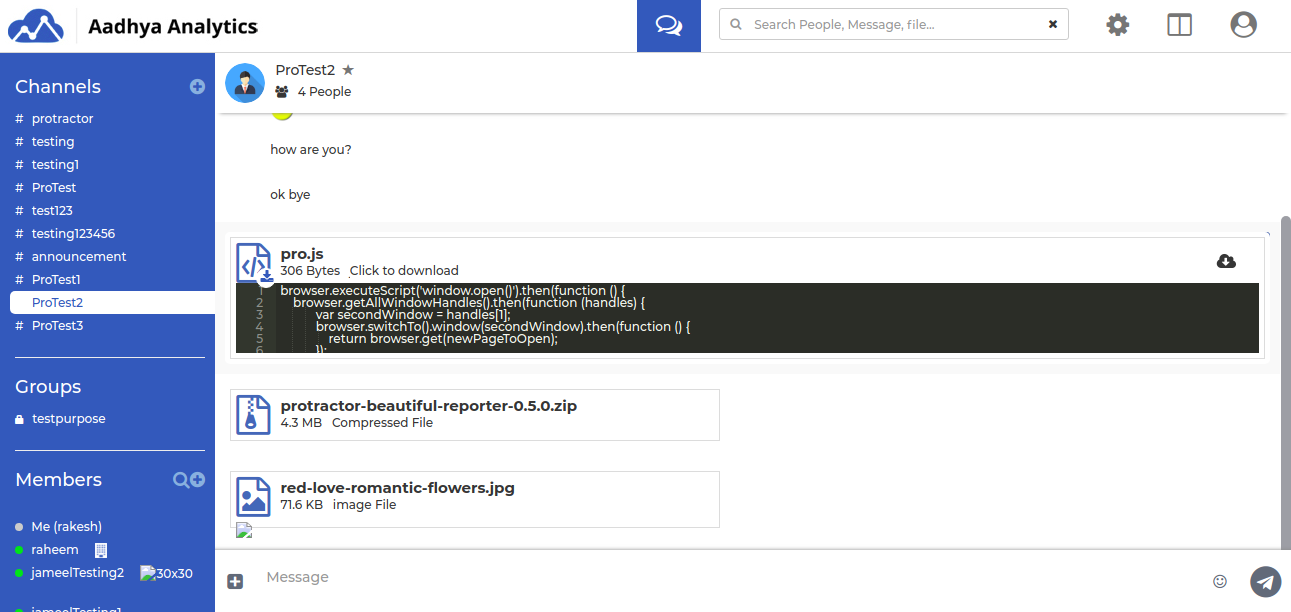 Aadhya Analytics
Search People, Message, file...
Channels
# protractor
# testing
# testing1
# ProTest
# test123
# testing123456
# announcement
# ProTest1
ProTest2
# ProTest3
Groups
testpurpose
Members
Me (rakesh)
raheem
jameelTesting2 30x30
jameelTesting1
ProTest2
4 People
how are you?
ok bye
pro.js
306 Bytes Click to download
1 browser.executeScript('window.open()').then(function () {
2 browser.getAllWindowHandles().then(function (handles) {
3 var secondWindow = handles[1];
4 browser.switchTo().window(secondWindow).then(function () {
5 return browser.get(newPageToOpen);
6 });
protractor-beautiful-reporter-0.5.0.zip
4.3 MB Compressed File
red-love-romantic-flowers.jpg
71.6 KB image File
Message